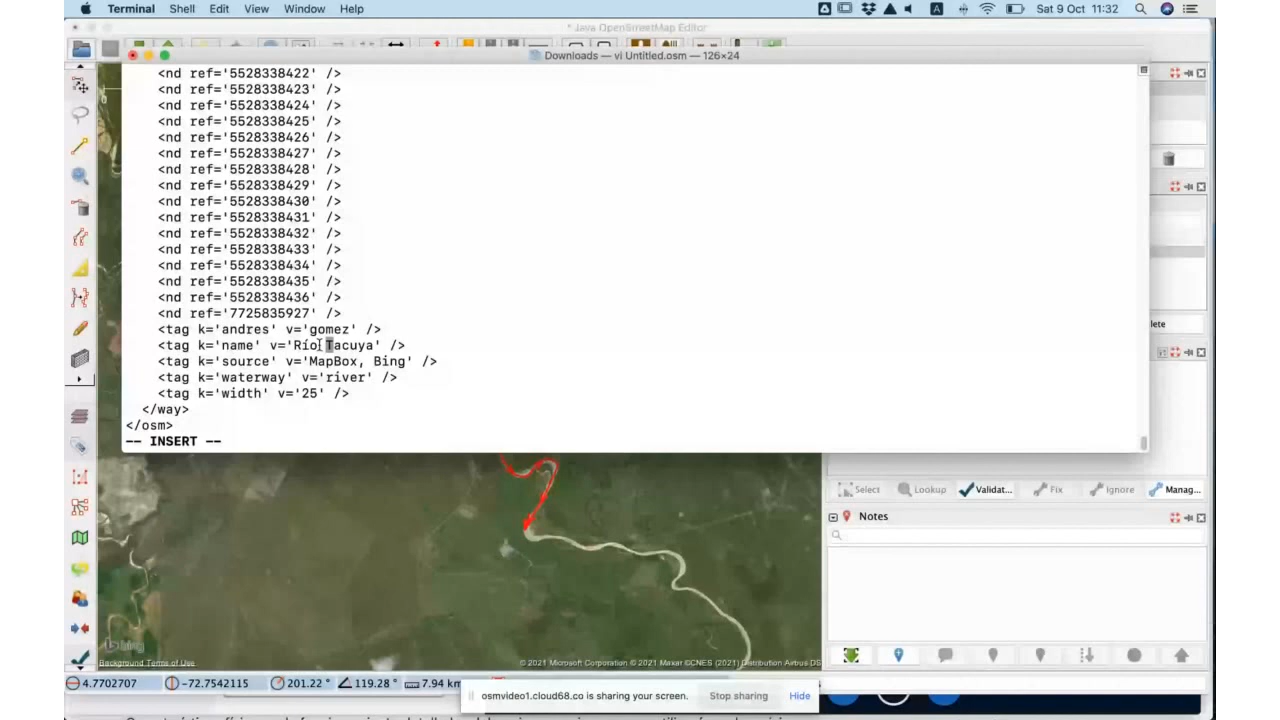 Terminal Shell Edit View Window Help
A Sat 9 Oct 11:32
* Java OpenStreetMap Editor
Downloads — vi Untitled.osm — 126×24
<nd ref='5528338422' />
<nd ref='5528338423' />
<nd ref='5528338424' />
<nd ref='5528338425' />
<nd ref='5528338426' />
<nd ref='5528338427' />
<nd ref='5528338428' />
<nd ref='5528338429' />
<nd ref='5528338430' />
<nd ref='5528338431' />
<nd ref='5528338432' />
<nd ref='5528338433' />
<nd ref='5528338434' />
<nd ref='5528338435' />
<nd ref='5528338436' />
<nd ref='7725835927' />
<tag k='andres' v='gomez' />
<tag k='name' v='Río Tacuya' />
<tag k='source' v='MapBox, Bing' />
<tag k='waterway' v='river' />
<tag k='width' v='25' />
</way>
</osm>
-- INSERT --
lete
Select Lookup Validat... Fix Ignore Manag...
Notes
bing
Background Terms of Use
© 2021 Microsoft Corporation © 2021 Maxar ©CNES (2021) Distribution Airbus DS
4.7702707 -72.7542115 201.22 ° 119.28 ° 7.94 km
osmvideo1.cloud68.co is sharing your screen. Stop sharing Hide